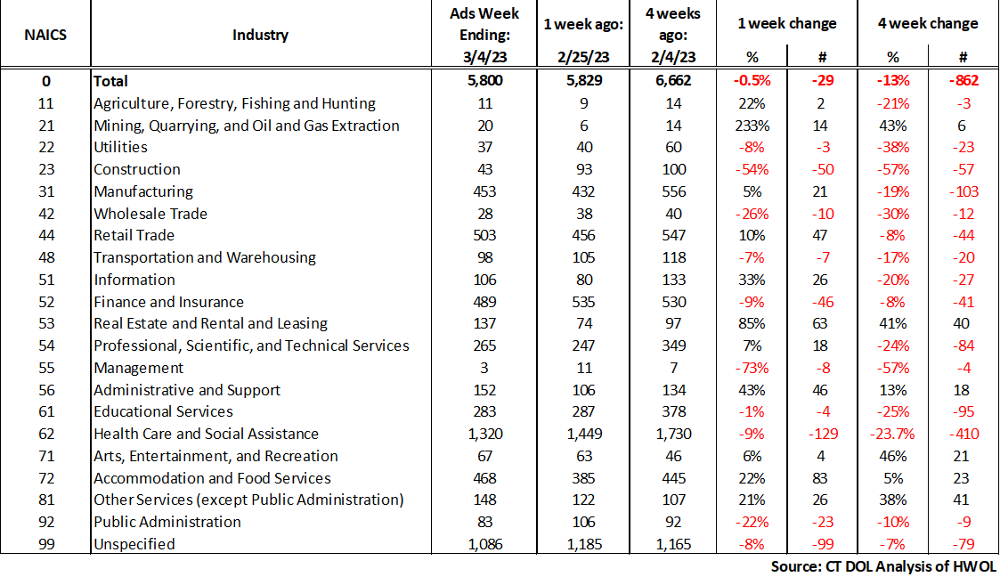 NAICS Industry Ads Week Ending: 3/4/23 1 week ago: 2/25/23 4 weeks ago: 2/4/23 1 week change % # 4 week change % #
0 Total 5,800 5,829 6,662 -0.5% -29 -13% -862
11 Agriculture, Forestry, Fishing and Hunting 11 9 14 22% 2 -21% -3
21 Mining, Quarrying, and Oil and Gas Extraction 20 6 14 233% 14 43% 6
22 Utilities 37 40 60 -8% -3 -38% -23
23 Construction 43 93 100 -54% -50 -57% -57
31 Manufacturing 453 432 556 5% 21 -19% -103
42 Wholesale Trade 28 38 40 -26% -10 -30% -12
44 Retail Trade 503 456 547 10% 47 -8% -44
48 Transportation and Warehousing 98 105 118 -7% -7 -17% -20
51 Information 106 80 133 33% 26 -20% -27
52 Finance and Insurance 489 535 530 -9% -46 -8% -41
53 Real Estate and Rental and Leasing 137 74 97 85% 63 41% 40
54 Professional, Scientific, and Technical Services 265 247 349 7% 18 -24% -84
55 Management 3 11 7 -73% -8 -57% -4
56 Administrative and Support 152 106 134 43% 46 13% 18
61 Educational Services 283 287 378 -1% -4 -25% -95
62 Health Care and Social Assistance 1,320 1,449 1,730 -9% -129 -23.7% -410
71 Arts, Entertainment, and Recreation 67 63 46 6% 4 46% 21
72 Accommodation and Food Services 468 385 445 22% 83 5% 23
81 Other Services (except Public Administration) 148 122 107 21% 26 38% 41
92 Public Administration 83 106 92 -22% -23 -10% -9
99 Unspecified 1,086 1,185 1,165 -8% -99 -7% -79
Source: CT DOL Analysis of HWOL